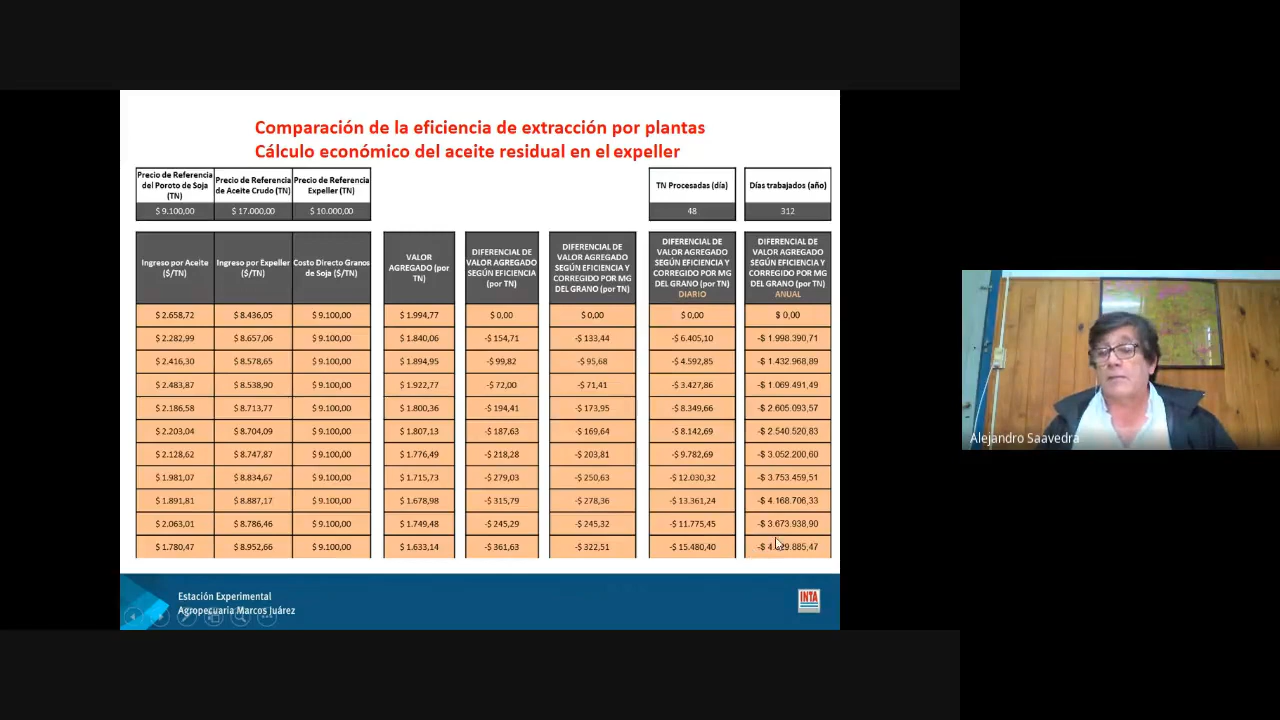 Comparación de la eficiencia de extracción por plantas
Cálculo económico del aceite residual en el expeller
Precio de Referencia del Poroto de Soja (TN) Precio de Referencia de Aceite Crudo (TN) Precio de Referencia Expeller (TN) TN Procesadas (día) Días trabajados (año)
$ 9.100,00 $ 17.000,00 $ 10.000,00 48 312
Ingreso por Aceite ($/TN) Ingreso por Expeller ($/TN) Costo Directo Granos de Soja ($/TN) VALOR AGREGADO (por TN) DIFERENCIAL DE VALOR AGREGADO SEGÚN EFICIENCIA (por TN) DIFERENCIAL DE VALOR AGREGADO SEGÚN EFICIENCIA Y CORREGIDO POR MG DEL GRANO (por TN) DIFERENCIAL DE VALOR AGREGADO SEGÚN EFICIENCIA Y CORREGIDO POR MG DEL GRANO (por TN) DIARIO DIFERENCIAL DE VALOR AGREGADO SEGÚN EFICIENCIA Y CORREGIDO POR MG DEL GRANO (por TN) ANUAL
$ 2.658,72 $ 8.436,05 $ 9.100,00 $ 1.994,77 $ 0,00 $ 0,00 $ 0,00 $ 0,00
$ 2.282,99 $ 8.657,06 $ 9.100,00 $ 1.840,06 -$ 154,71 -$ 133,44 -$ 6.405,10 -$ 1.998.390,71
$ 2.416,30 $ 8.578,65 $ 9.100,00 $ 1.894,95 -$ 99,82 -$ 95,68 -$ 4.592,85 -$ 1.432.968,89
$ 2.483,87 $ 8.538,90 $ 9.100,00 $ 1.922,77 -$ 72,00 -$ 71,41 -$ 3.427,86 -$ 1.069.491,49
$ 2.186,58 $ 8.713,77 $ 9.100,00 $ 1.800,36 -$ 194,41 -$ 173,95 -$ 8.349,66 -$ 2.605.093,57
$ 2.203,04 $ 8.704,09 $ 9.100,00 $ 1.807,13 -$ 187,63 -$ 169,64 -$ 8.142,69 -$ 2.540.520,83
$ 2.128,62 $ 8.747,87 $ 9.100,00 $ 1.776,49 -$ 218,28 -$ 203,81 -$ 9.782,69 -$ 3.052.200,60
$ 1.981,07 $ 8.834,67 $ 9.100,00 $ 1.715,73 -$ 279,03 -$ 250,63 -$ 12.030,32 -$ 3.753.459,51
$ 1.891,81 $ 8.887,17 $ 9.100,00 $ 1.678,98 -$ 315,79 -$ 278,36 -$ 13.361,24 -$ 4.168.706,33
$ 2.063,01 $ 8.786,46 $ 9.100,00 $ 1.749,48 -$ 245,29 -$ 245,32 -$ 11.775,45 -$ 3.673.938,90
$ 1.780,47 $ 8.952,66 $ 9.100,00 $ 1.633,14 -$ 361,63 -$ 322,51 -$ 15.480,40
Estación Experimental
Agropecuaria Marcos Juárez
INTA
Alejandro Saavedra